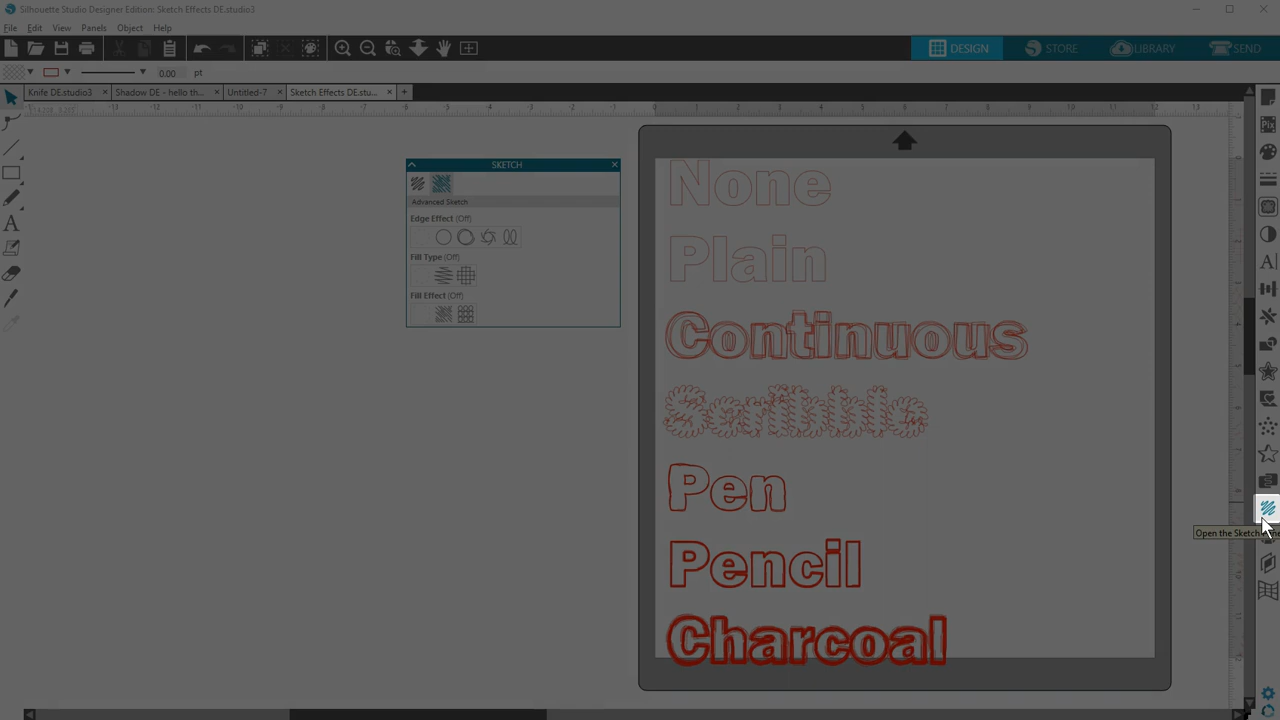 Silhouette Studio Designer Edition: Sketch Effects DE.studio3
File Edit View Panels Object Help
DESIGN STORE LIBRARY SEND
0.00 pt
Knife DE.studio3 Shadow DE - hello th... Untitled-7 Sketch Effects DE.stu...
SKETCH
Advanced Sketch
Edge Effect (Off)
Fill Type (Off)
Fill Effect (Off)
None
Plain
Continuous
Scribble
Pen
Pencil
Charcoal
Open the Sketch